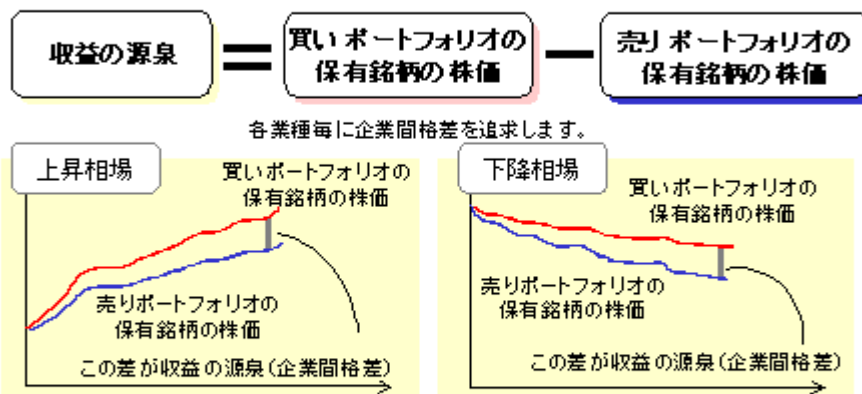 収益の源泉
買いポートフォリオの
保有銘柄の株価
売りポートフォリオの
保有銘柄の株価
各業種毎に企業間格差を追求します。
上昇相場
買いポートフォリオの
保有銘柄の株価
売りポートフォリオの
保有銘柄の株価
この差が収益の源泉(企業間格差)
下降相場
買いポートフォリオの
保有銘柄の株価
売りポートフォリオの
保有銘柄の株価
この差が収益の源泉(企業間格差)